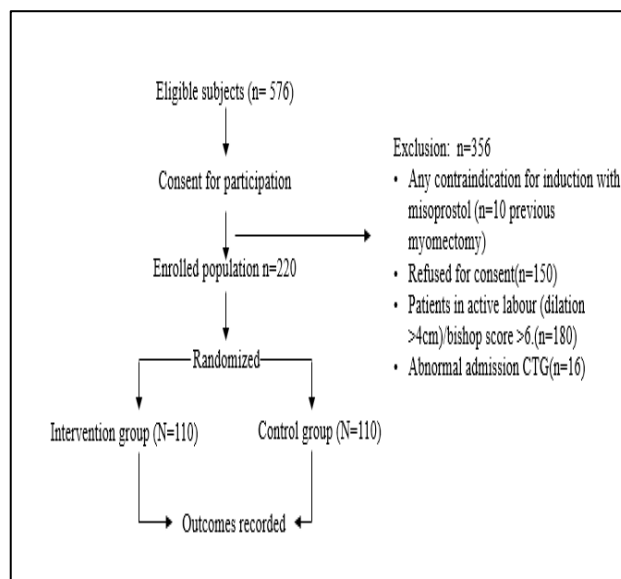 Eligible subjects (n= 576)
Consent for participation
Enrolled population n=220
Randomized
Intervention group (N=110)
Control group (N=110)
Outcomes recorded
Exclusion: n=356
• Any contraindication for induction with
misoprostol (n=10 previous
myomectomy)
• Refused for consent(n=150)
• Patients in active labour (dilation
>4cm)/bishop score >6.(n=180)
• Abnormal admission CTG(n=16)